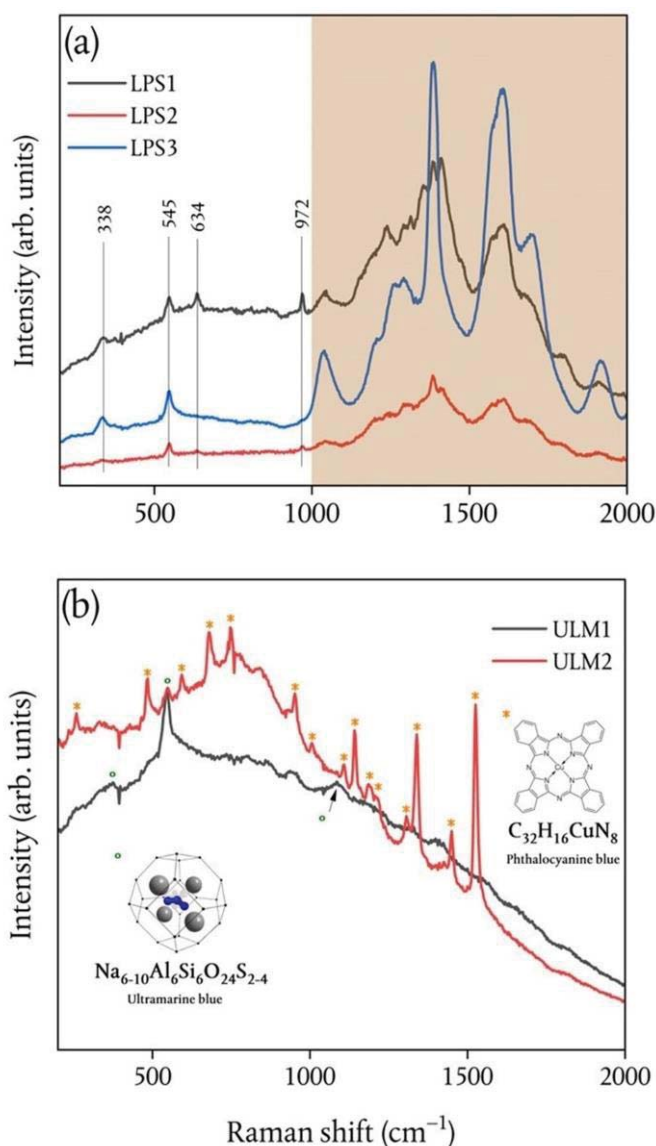 (a)
LPS1
LPS2
LPS3
338
545
634
972
Intensity (arb. units)
500
1000
1500
2000
(b)
ULM1
ULM2
C₃₂H₁₆CuN₈
Phthalocyanine blue
Na₆₋₁₀Al₆Si₆O₂₄S₂₋₄
Ultramarine blue
Intensity (arb. units)
500
1000
1500
2000
Raman shift (cm⁻¹)